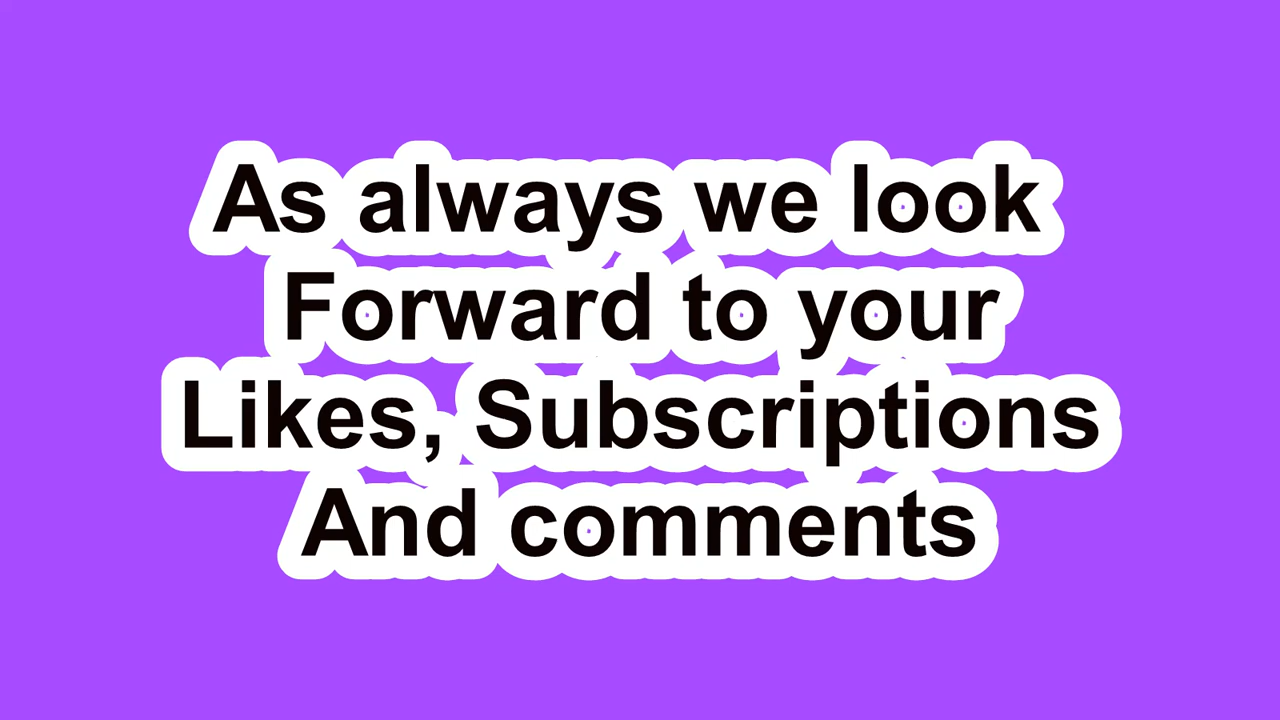 As always we look
Forward to your
Likes, Subscriptions
And comments